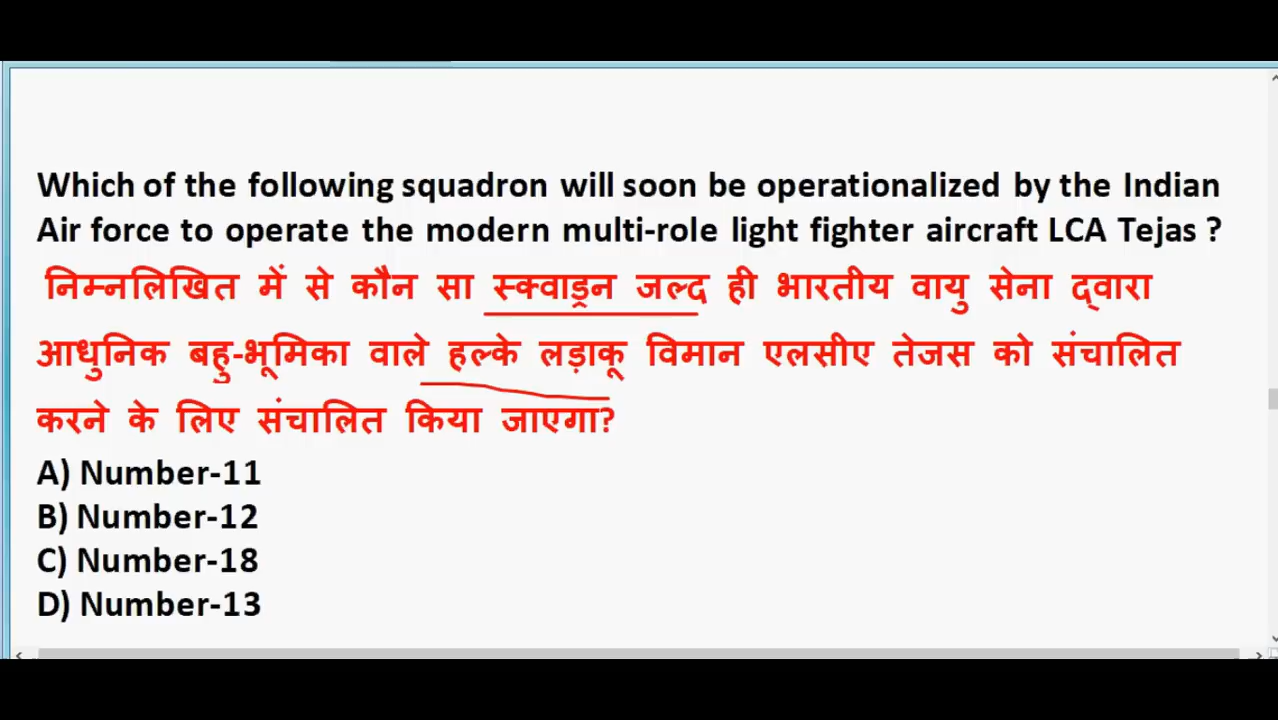 Which of the following squadron will soon be operationalized by the Indian
Air force to operate the modern multi-role light fighter aircraft LCA Tejas ?
निम्नलिखित में से कौन सा स्क्वाड्रन जल्द ही भारतीय वायु सेना द्वारा
आधुनिक बहु-भूमिका वाले हल्के लड़ाकू विमान एलसीए तेजस को संचालित
करने के लिए संचालित किया जाएगा?
A) Number-11
B) Number-12
C) Number-18
D) Number-13